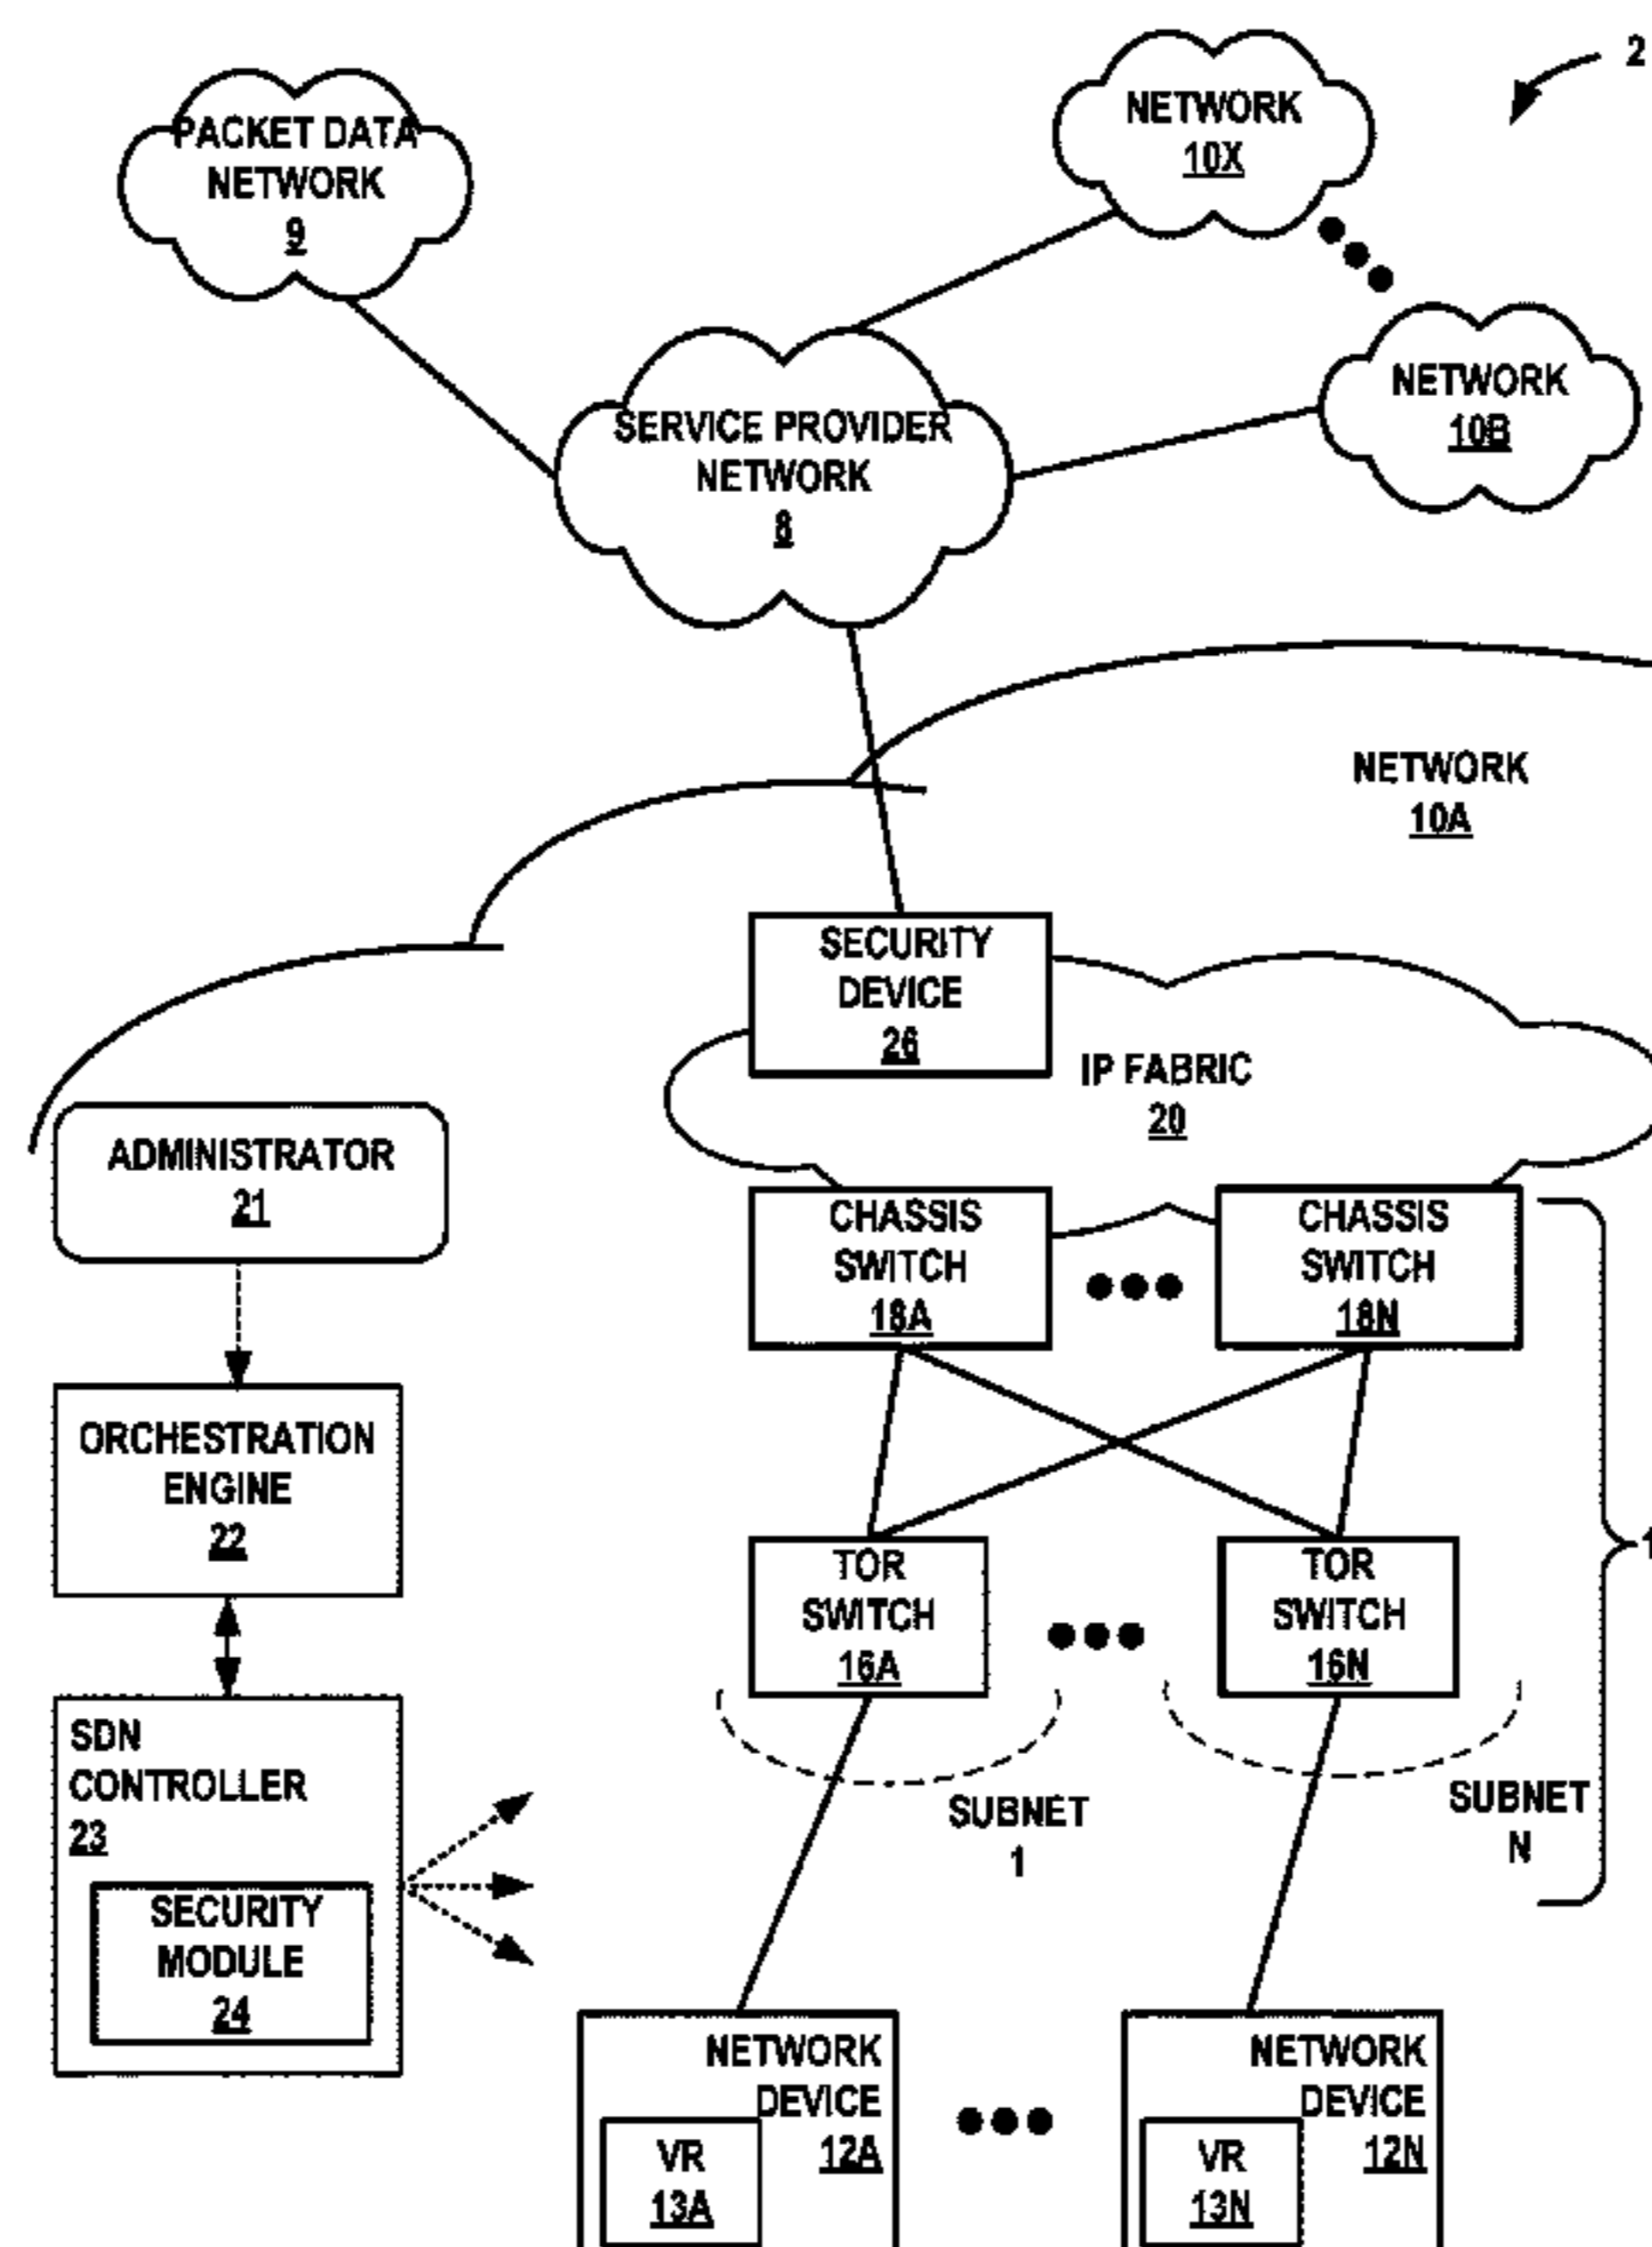 2
PACKET DATA
NETWORK
9
NETWORK
10X
NETWORK
10B
SERVICE PROVIDER
NETWORK
8
NETWORK
10A
SECURITY
DEVICE
26
IP FABRIC
20
ADMINISTRATOR
21
CHASSIS
SWITCH
18A
CHASSIS
SWITCH
18N
ORCHESTRATION
ENGINE
22
TOR
SWITCH
16A
TOR
SWITCH
16N
SDN
CONTROLLER
23
SUBNET
1
SUBNET
N
SECURITY
MODULE
24
NETWORK
DEVICE
12A
VR
13A
NETWORK
DEVICE
12N
VR
13N